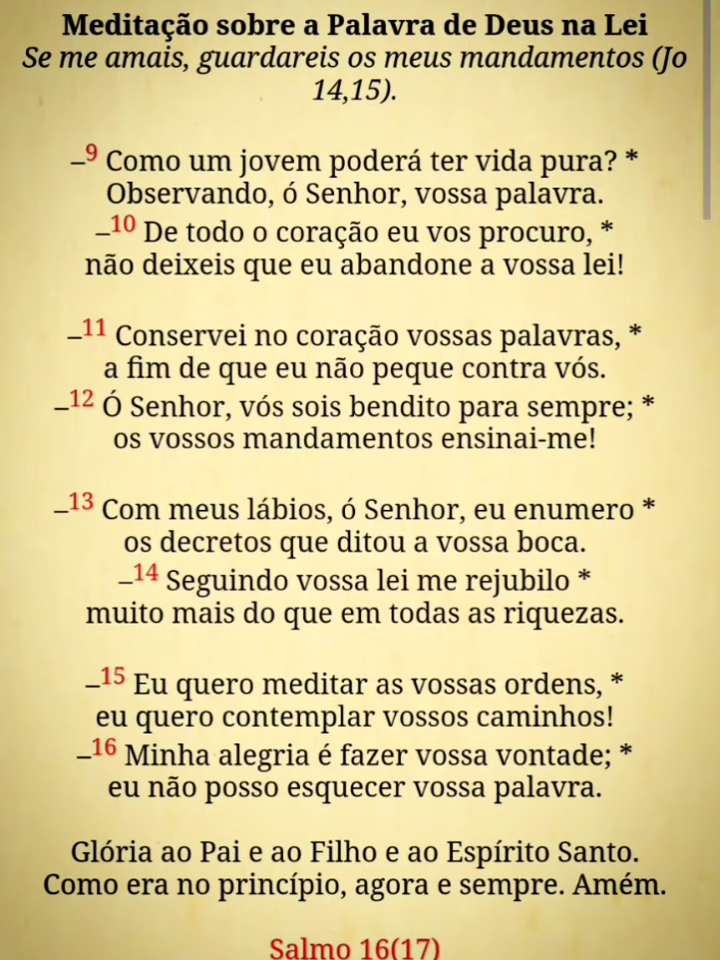 Meditação sobre a Palavra de Deus na Lei
Se me amais, guardareis os meus mandamentos (Jo
14,15).
–9 Como um jovem poderá ter vida pura? *
Observando, ó Senhor, vossa palavra.
–10 De todo o coração eu vos procuro, *
não deixeis que eu abandone a vossa lei!
–11 Conservei no coração vossas palavras, *
a fim de que eu não peque contra vós.
–12 Ó Senhor, vós sois bendito para sempre; *
os vossos mandamentos ensinai-me!
–13 Com meus lábios, ó Senhor, eu enumero *
os decretos que ditou a vossa boca.
–14 Seguindo vossa lei me rejubilo *
muito mais do que em todas as riquezas.
–15 Eu quero meditar as vossas ordens, *
eu quero contemplar vossos caminhos!
–16 Minha alegria é fazer vossa vontade; *
eu não posso esquecer vossa palavra.
Glória ao Pai e ao Filho e ao Espírito Santo.
Como era no princípio, agora e sempre. Amém.
Salmo 16(17)